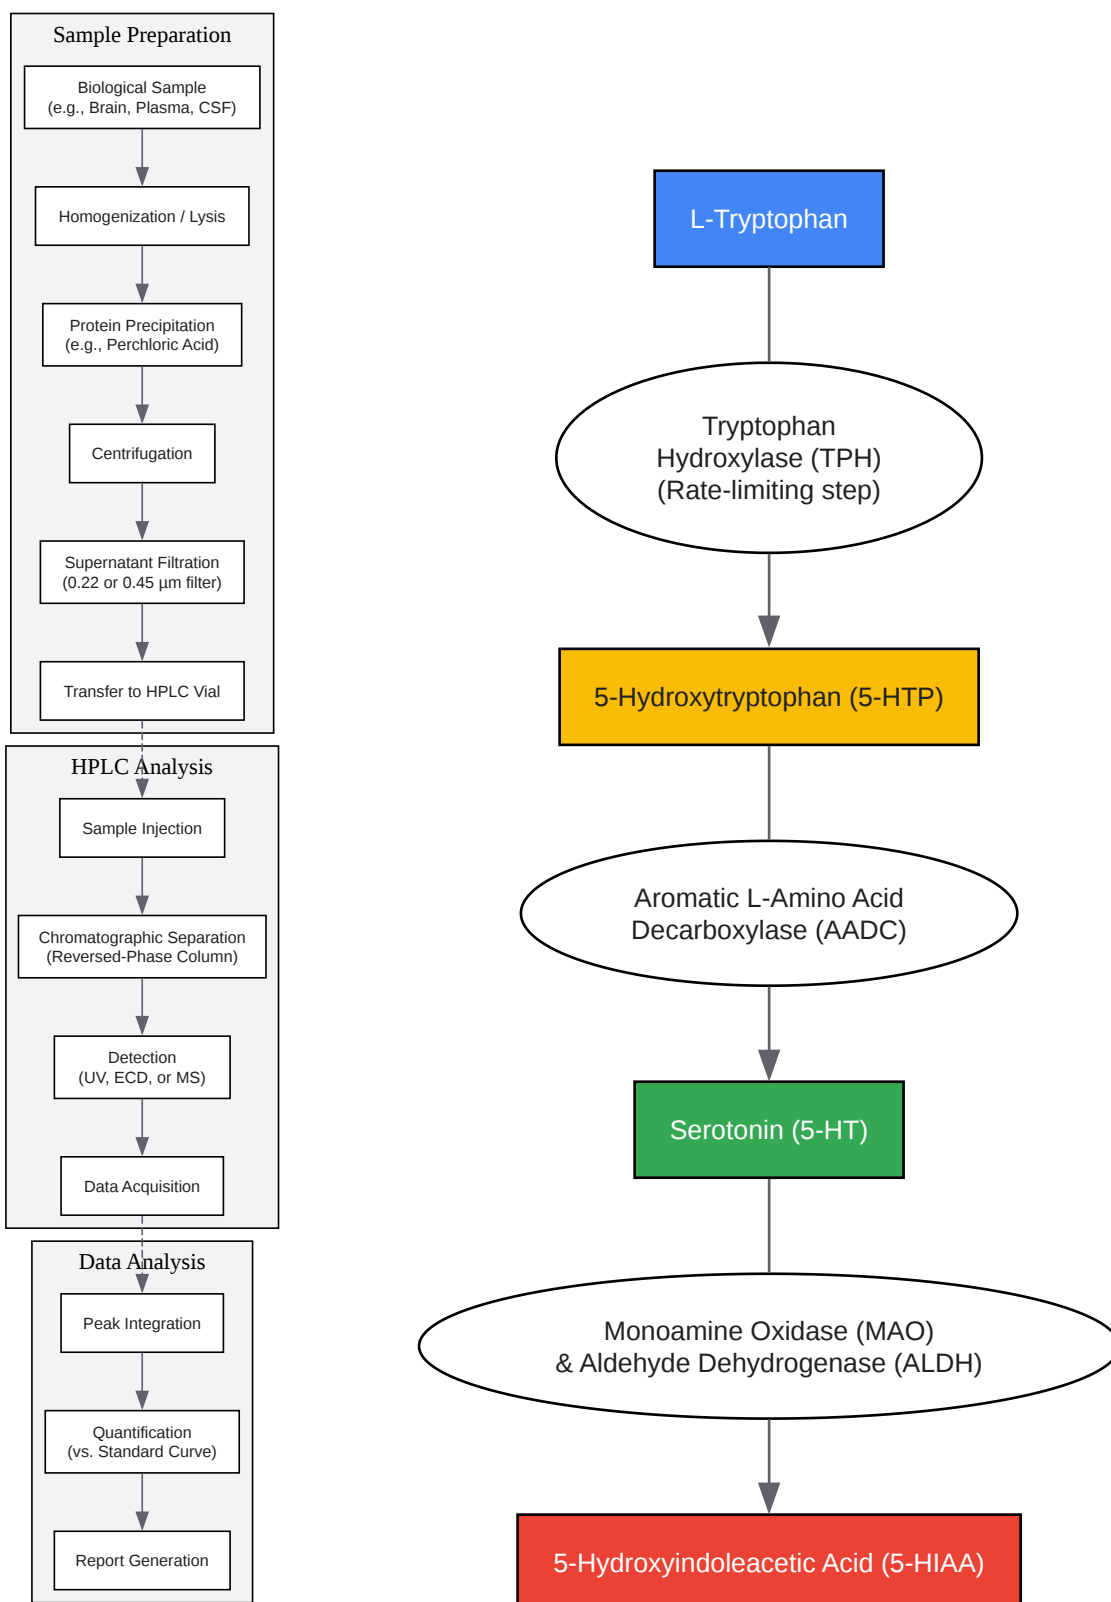 Sample Preparation
Biological Sample
(e.g., Brain, Plasma, CSF)
Homogenization / Lysis
Protein Precipitation
(e.g., Perchloric Acid)
Centrifugation
Supernatant Filtration
(0.22 or 0.45 µm filter)
Transfer to HPLC Vial
HPLC Analysis
Sample Injection
Chromatographic Separation
(Reversed-Phase Column)
Detection
(UV, ECD, or MS)
Data Acquisition
Data Analysis
Peak Integration
Quantification
(vs. Standard Curve)
Report Generation
L-Tryptophan
Tryptophan
Hydroxylase (TPH)
(Rate-limiting step)
5-Hydroxytryptophan (5-HTP)
Aromatic L-Amino Acid
Decarboxylase (AADC)
Serotonin (5-HT)
Monoamine Oxidase (MAO)
& Aldehyde Dehydrogenase (ALDH)
5-Hydroxyindoleacetic Acid (5-HIAA)